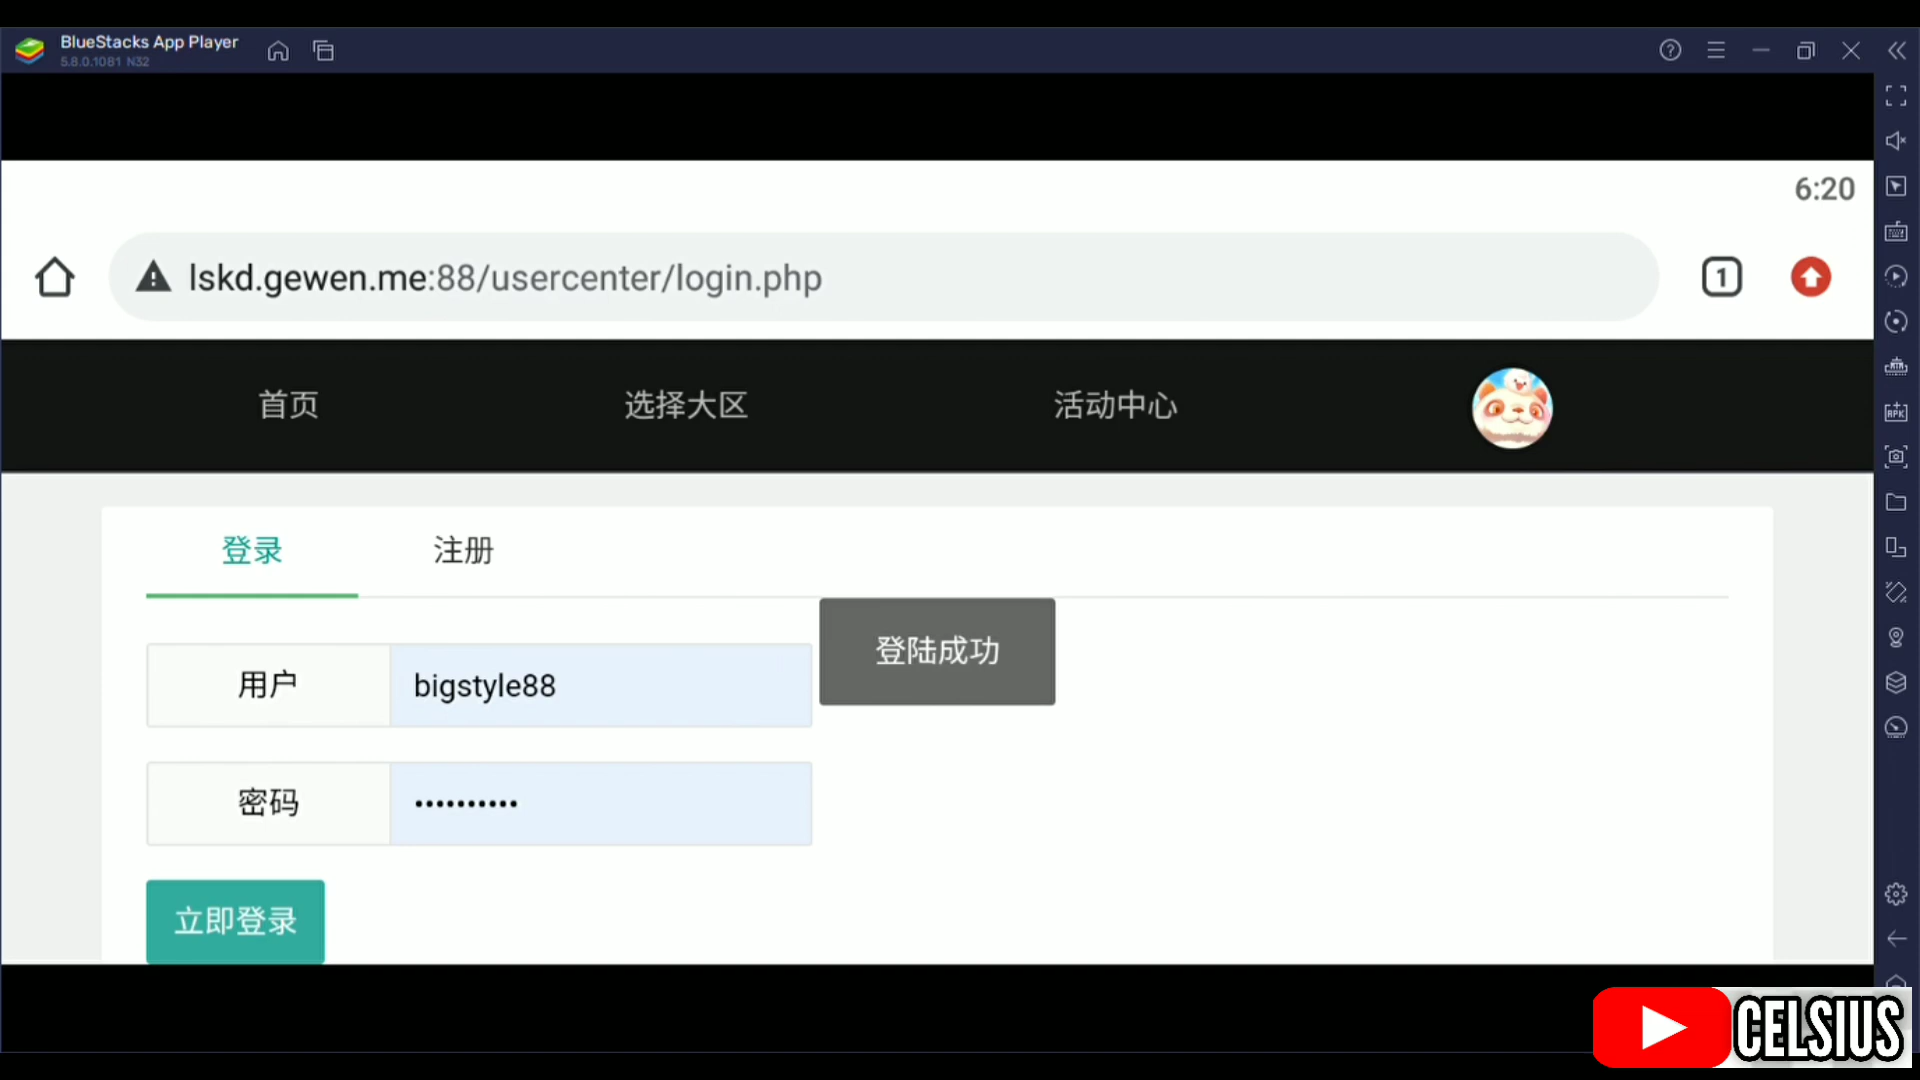 BlueStacks App Player
5.8.0.1081 N32
6:20
lskd.gewen.me:88/usercenter/login.php
1
首页 选择大区 活动中心
登录 注册
登陆成功
用户 bigstyle88
密码 ••••••••••
立即登录
CELSIUS